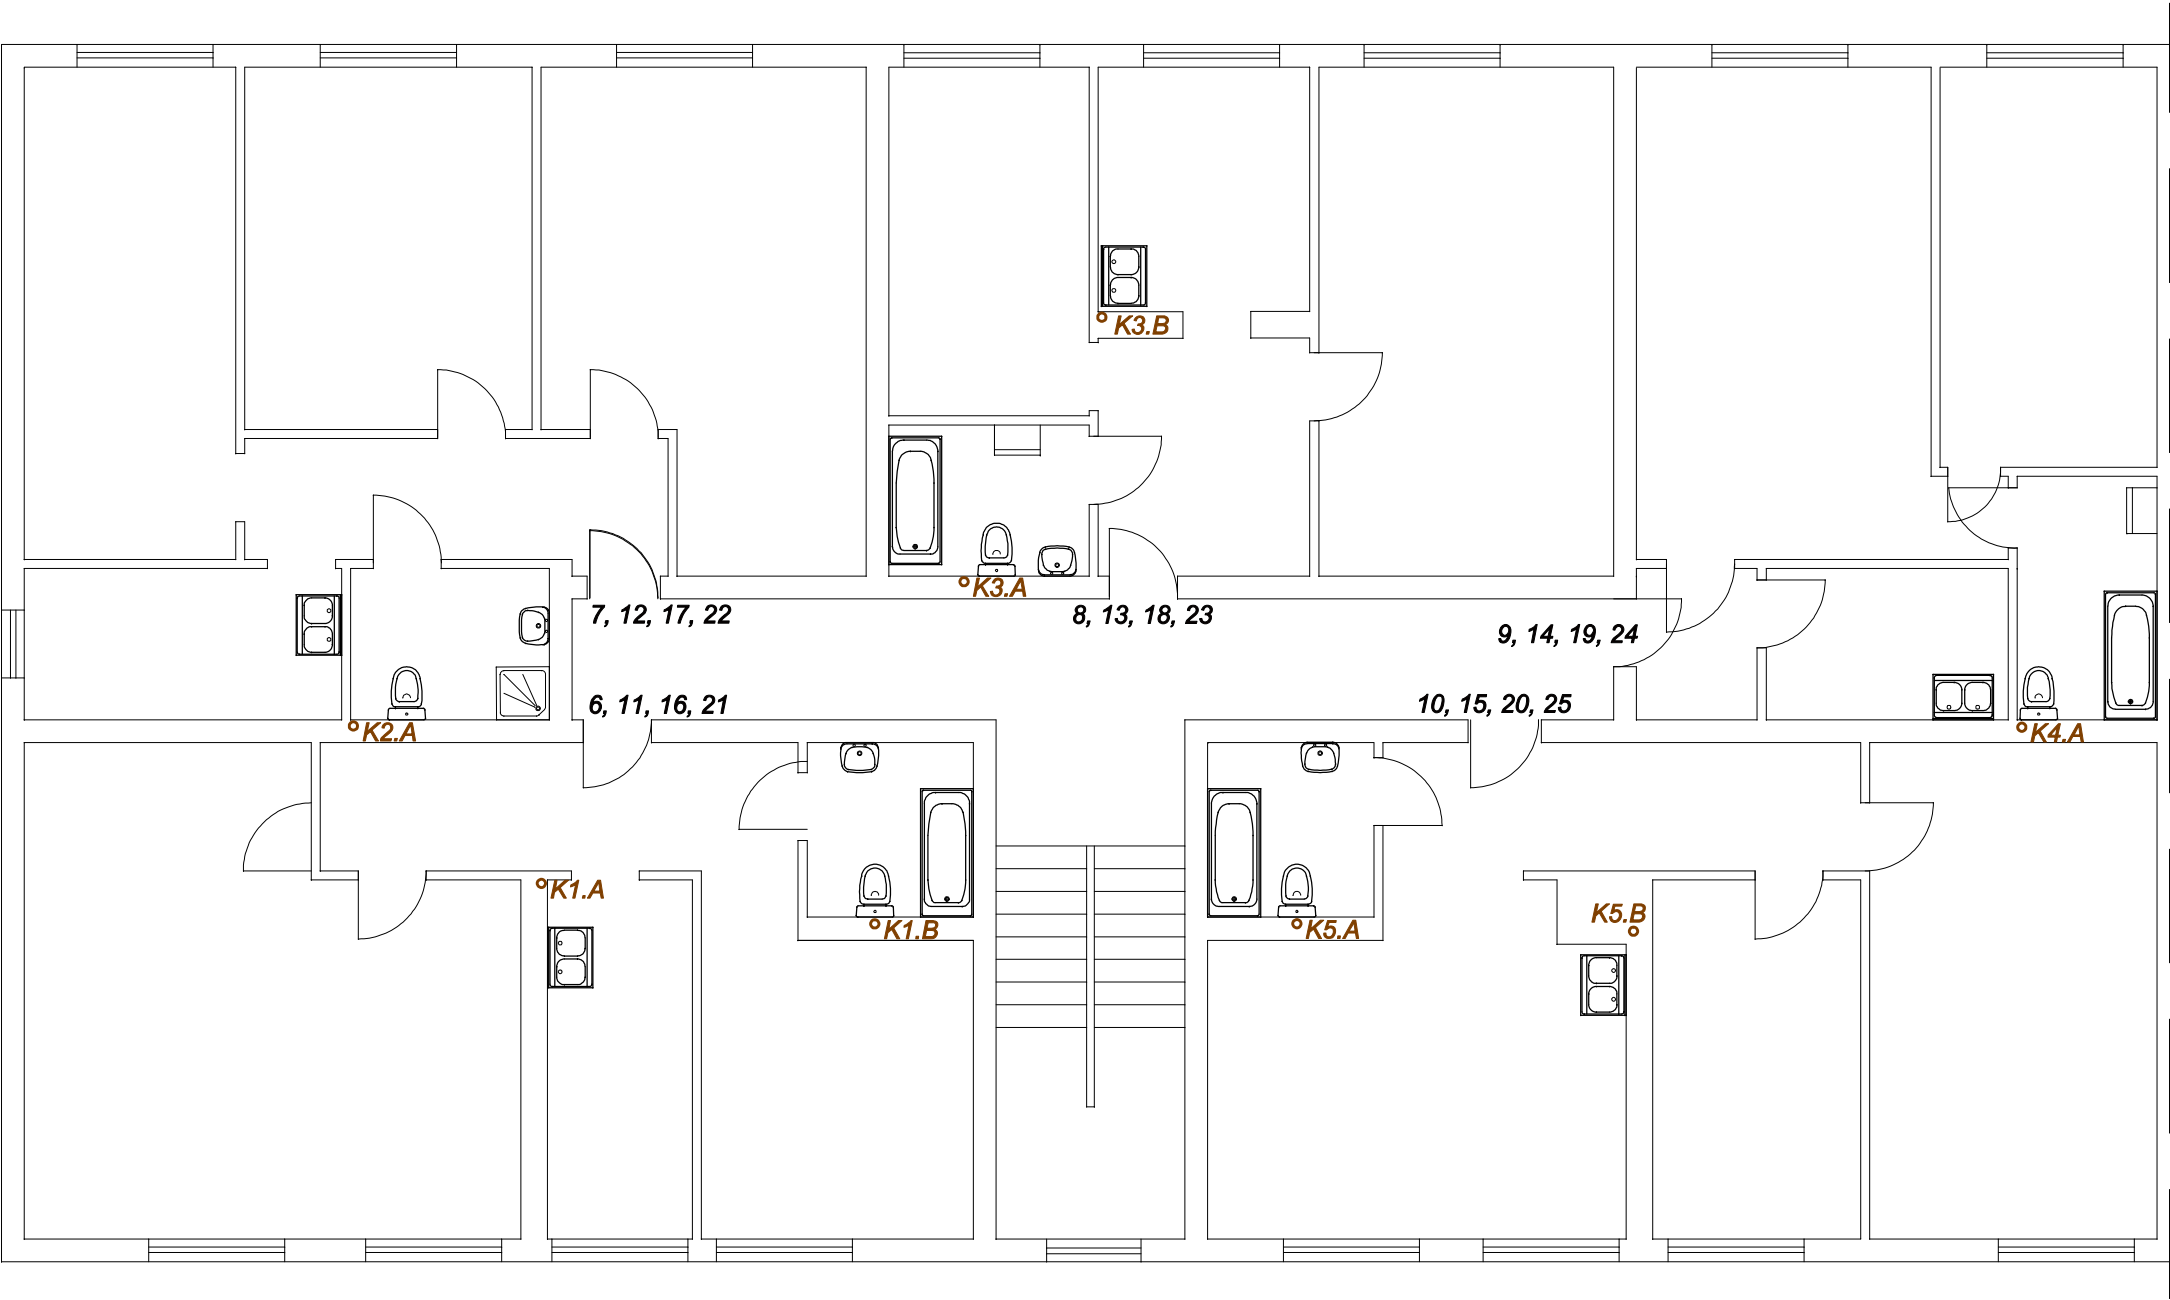 K3.B
K3.A
7, 12, 17, 22
8, 13, 18, 23
9, 14, 19, 24
6, 11, 16, 21
10, 15, 20, 25
K2.A
K4.A
K1.A
K5.B
K1.B
K5.A